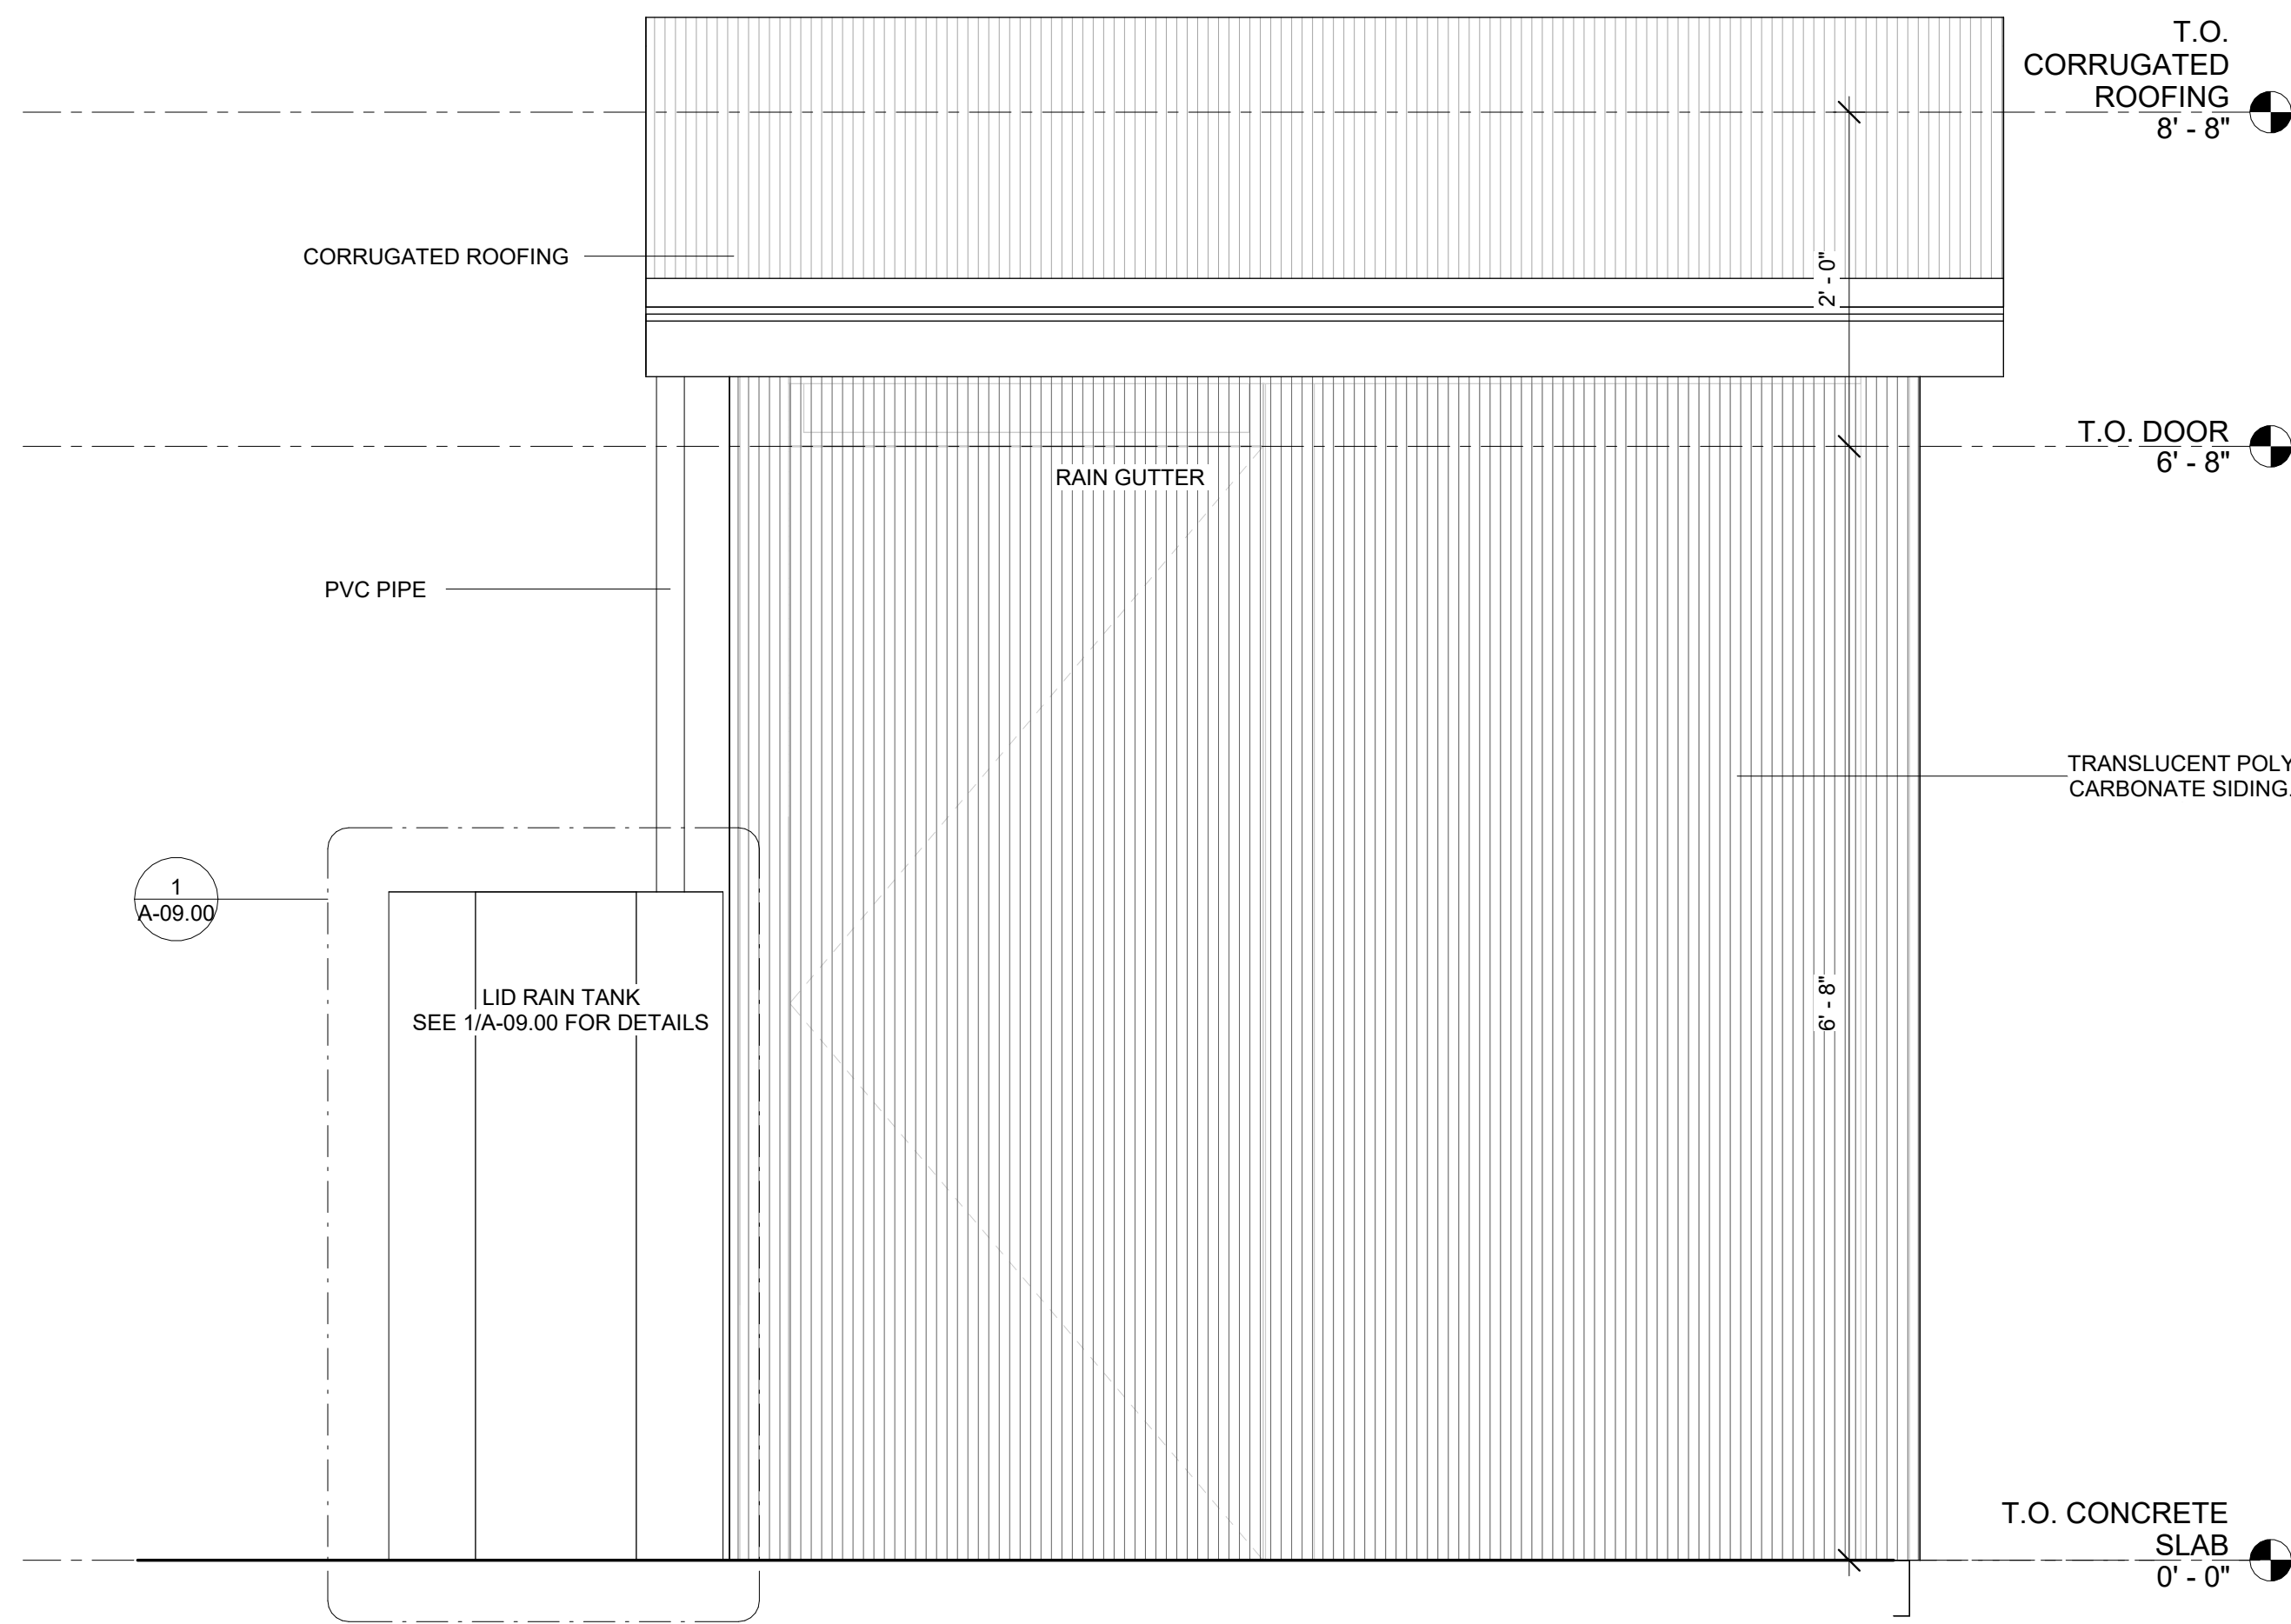 T.O.
CORRUGATED
ROOFING
8' - 8"
CORRUGATED ROOFING
2' - 0"
T.O. DOOR
6' - 8"
RAIN GUTTER
PVC PIPE
TRANSLUCENT POLY
CARBONATE SIDING.
1
A-09.00
LID RAIN TANK
SEE 1/A-09.00 FOR DETAILS
6' - 8"
T.O. CONCRETE
SLAB
0' - 0"